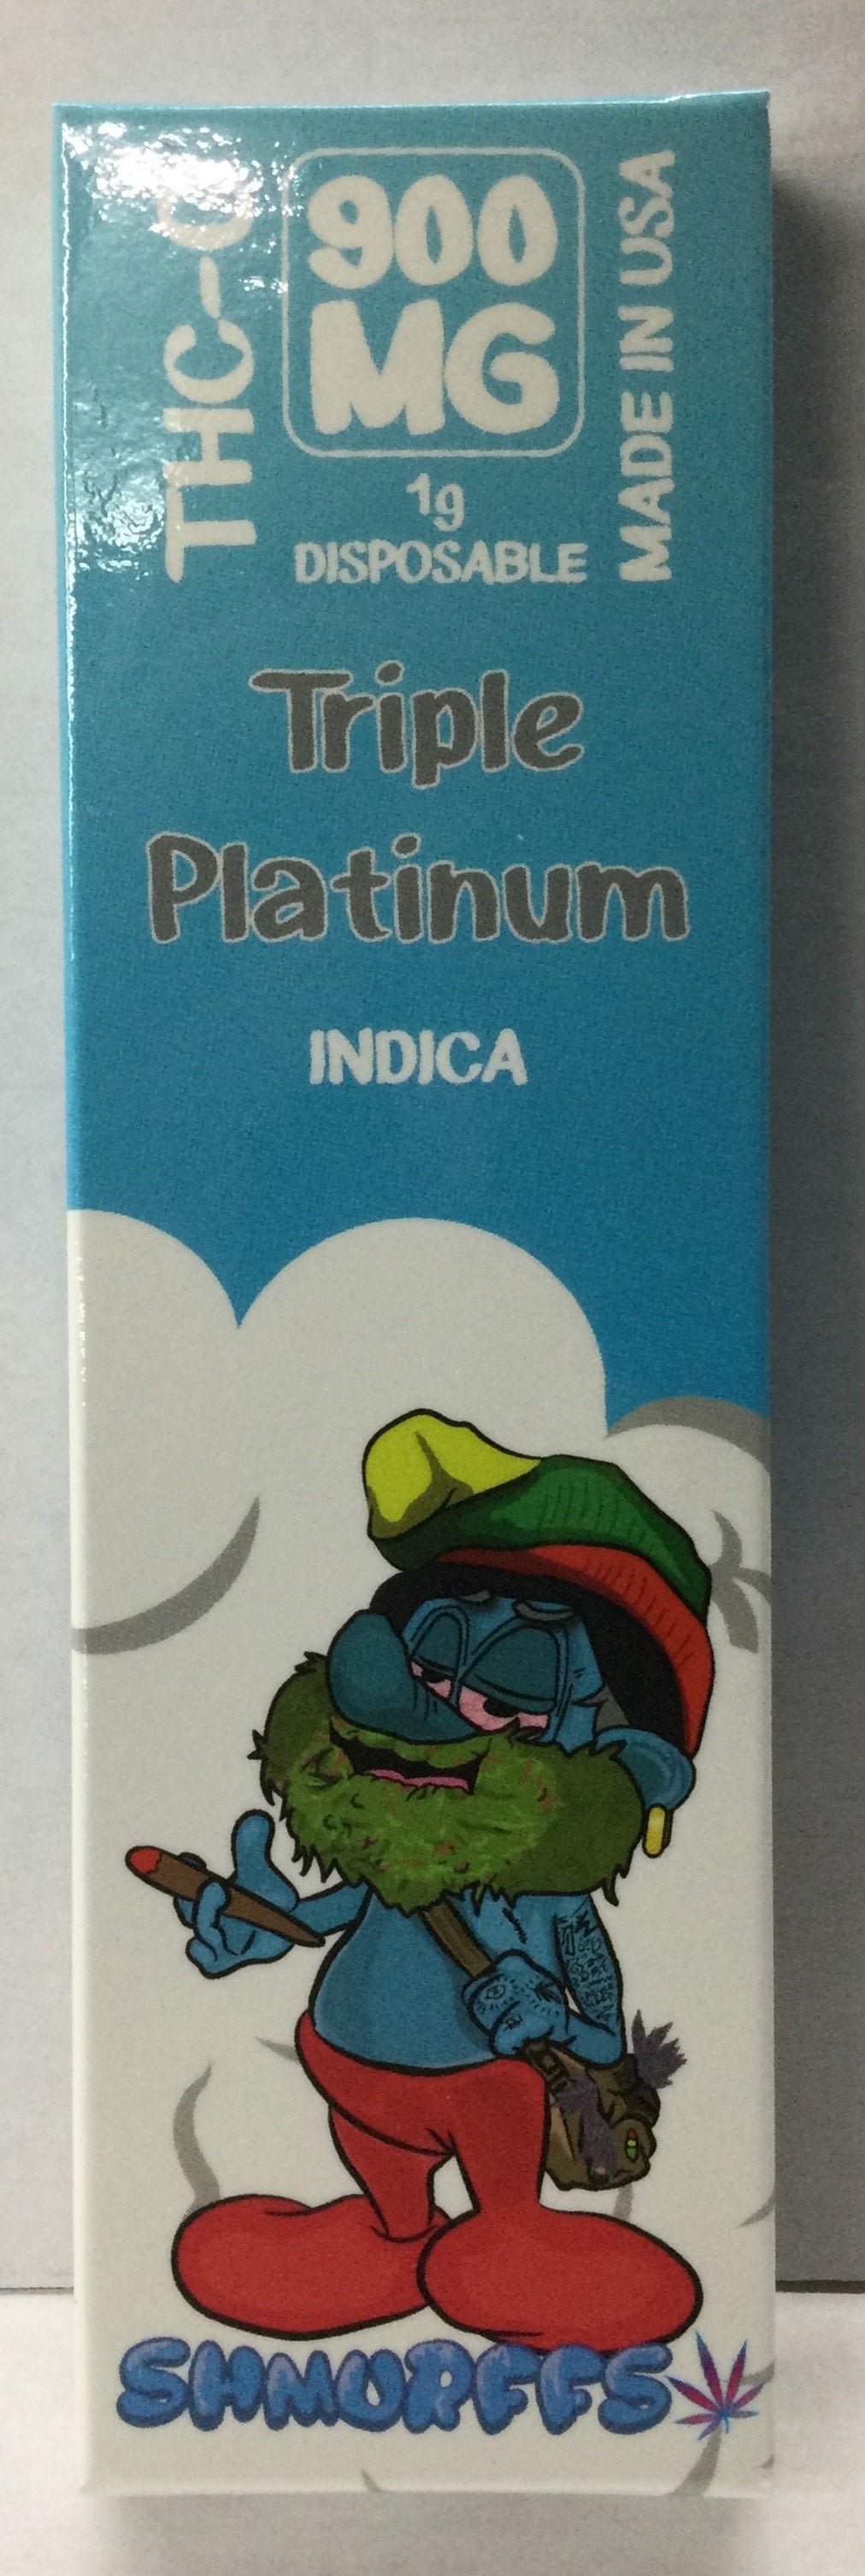 THC-O
900
MG
MADE IN USA
1g
DISPOSABLE
Triple
Platinum
INDICA
SHMURFFS